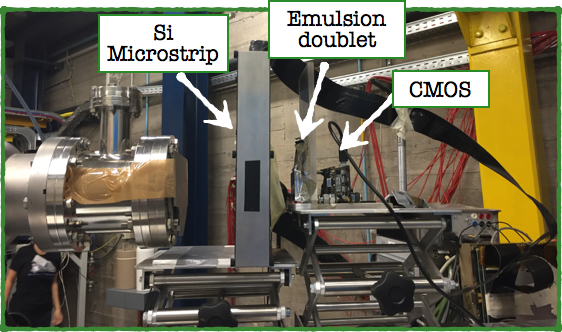 Si
Microstrip
Emulsion
doublet
CMOS